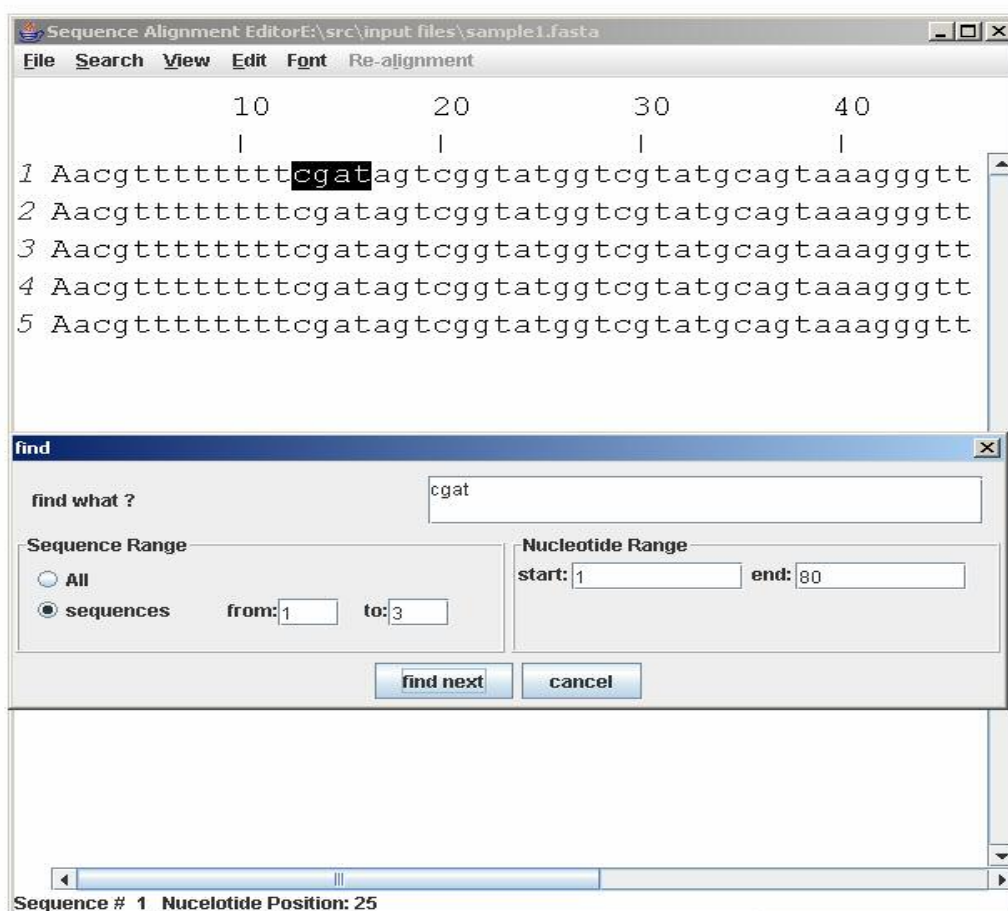 Sequence Alignment EditorE:\src\input files\sample1.fasta
File Search View Edit Font Re-alignment
10 20 30 40
1 Aacgttttttttcgatagtcggtatggtcgtatgcagtaaagggtt
2 Aacgttttttttcgatagtcggtatggtcgtatgcagtaaagggtt
3 Aacgttttttttcgatagtcggtatggtcgtatgcagtaaagggtt
4 Aacgttttttttcgatagtcggtatggtcgtatgcagtaaagggtt
5 Aacgttttttttcgatagtcggtatggtcgtatgcagtaaagggtt
find
find what ? cgat
Sequence Range
All
sequences from: 1 to: 3
Nucleotide Range
start: 1 end: 80
find next cancel
Sequence # 1 Nucelotide Position: 25